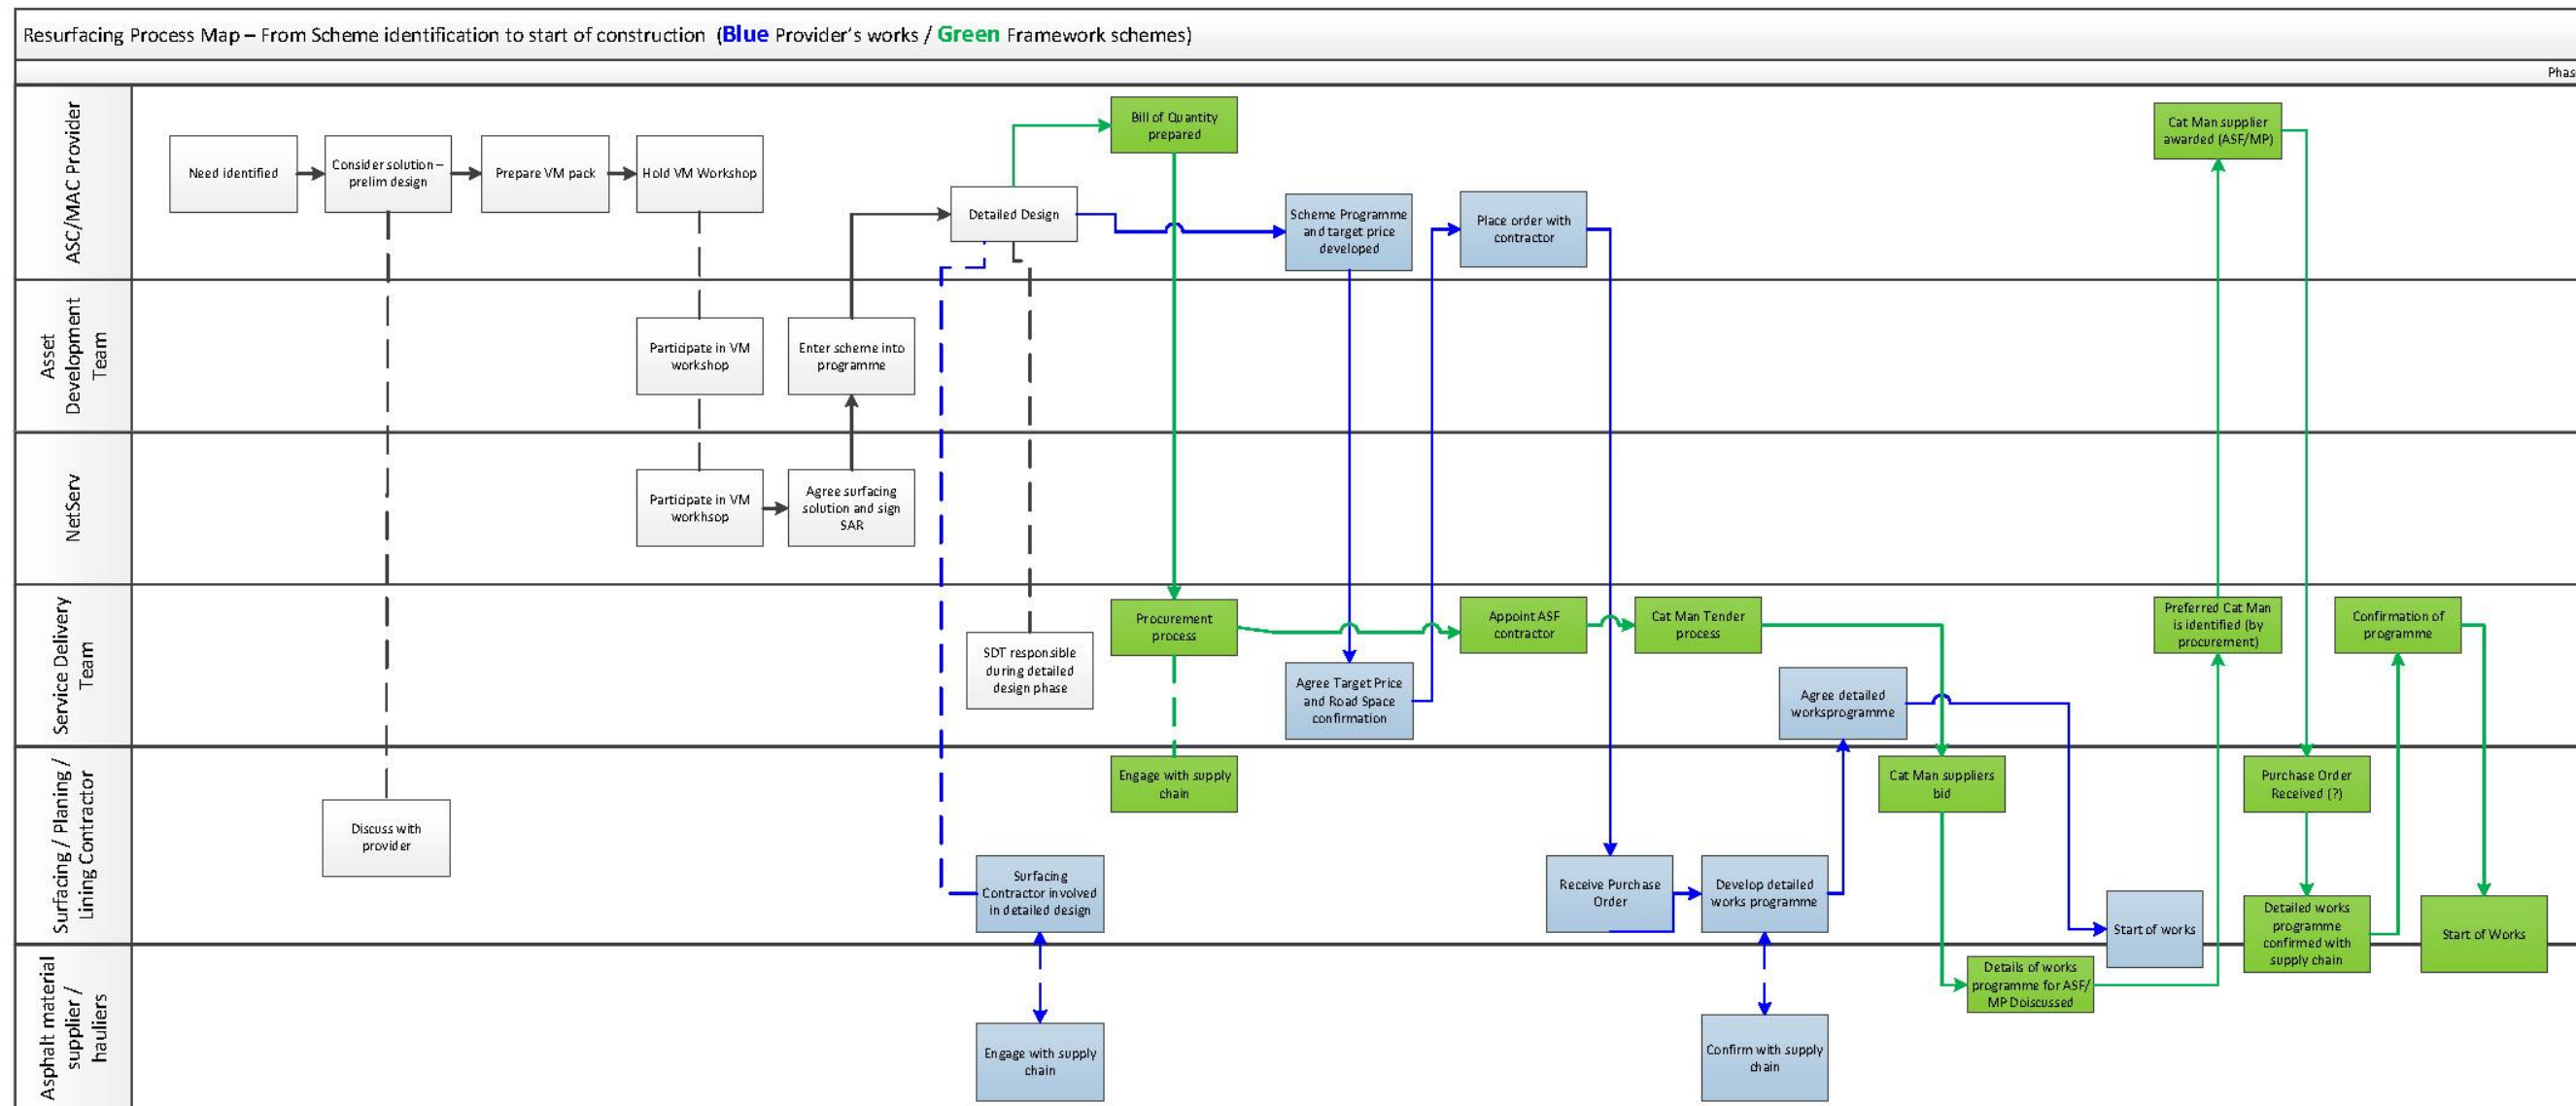 Resurfacing Process Map – From Scheme identification to start of construction (Blue Provider's works / Green Framework schemes)
Phas
ASC/MAC Provider
Need identified
Consider solution –
prelim design
Prepare VM pack
Hold VM Workshop
Detailed Design
Bill of Quantity
prepared
Scheme Programme
and target price
developed
Place order with
contractor
Cat Man supplier
awarded (ASF/MP)
Asset
Development
Team
Participate in VM
workshop
Enter scheme into
programme
NetServ
Participate in VM
workhsop
Agree surfacing
solution and sign
SAR
Service Delivery
Team
SDT responsible
during detailed
design phase
Procurement
process
Agree Target Price
and Road Space
confirmation
Appoint ASF
contractor
Cat Man Tender
process
Agree detailed
worksprogramme
Preferred Cat Man
is identified (by
procurement)
Confirmation of
programme
Surfacing / Planing /
Lining Contractor
Discuss with
provider
Surfacing
Contractor involved
in detailed design
Engage with supply
chain
Receive Purchase
Order
Develop detailed
works programme
Cat Man suppliers
bid
Start of works
Purchase Order
Received (?)
Detailed works
programme
confirmed with
supply chain
Start of Works
Asphalt material
supplier /
hauliers
Engage with supply
chain
Confirm with supply
chain
Details of works
programme for ASF/
MP Doiscussed